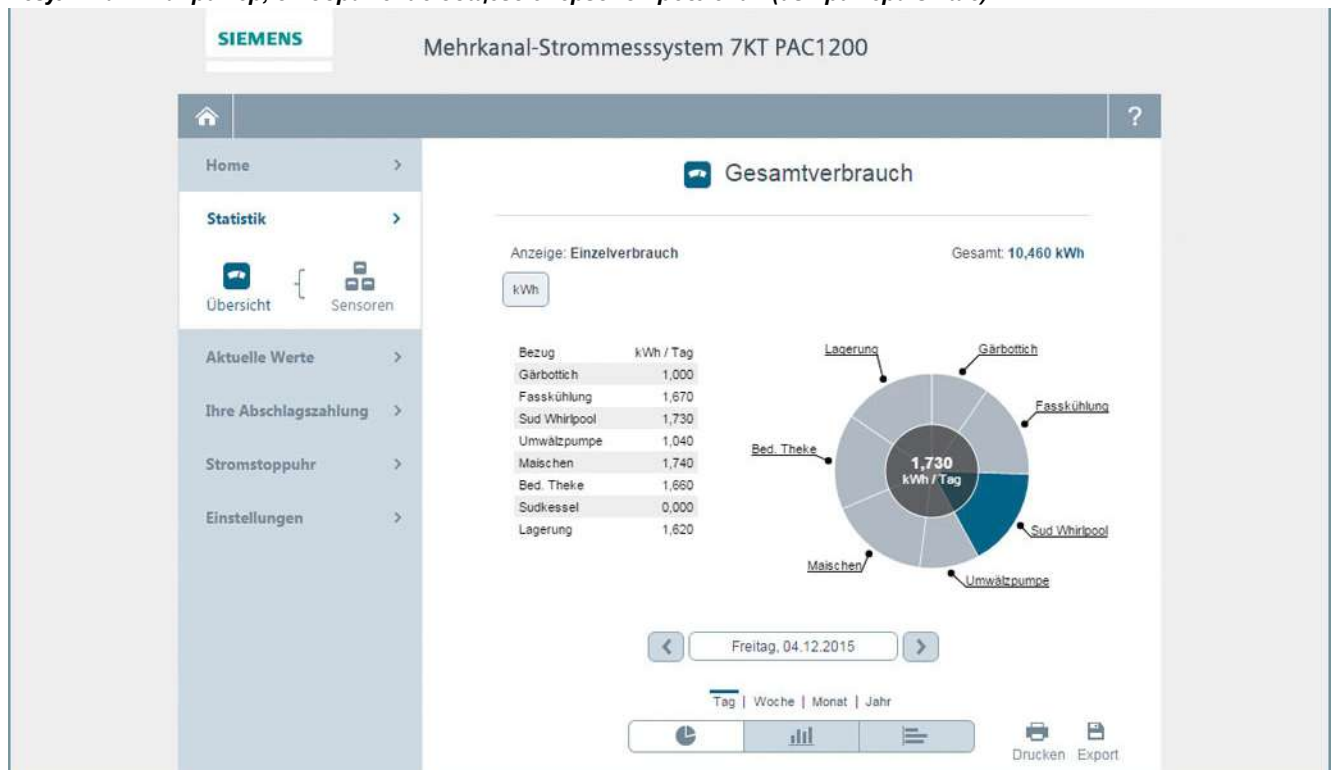 SIEMENS
Mehrkanal-Strommesssystem 7KT PAC1200
?
Home
Gesamtverbrauch
Statistik
Anzeige: Einzelverbrauch
Gesamt: 10,460 kWh
kWh
Übersicht
Sensoren
Aktuelle Werte
Ihre Abschlagszahlung
Stromstoppuhr
Einstellungen
Bezug kWh / Tag
Gärbottich 1,000
Fasskühlung 1,670
Sud Whirlpool 1,730
Umwälzpumpe 1,040
Maischen 1,740
Bed. Theke 1,660
Sudkessel 0,000
Lagerung 1,620
Lagerung
Gärbottich
Fasskühlung
Bed. Theke
1,730
kWh / Tag
Sud Whirlpool
Maischen
Umwälzpumpe
Freitag, 04.12.2015
Tag | Woche | Monat | Jahr
Drucken Export